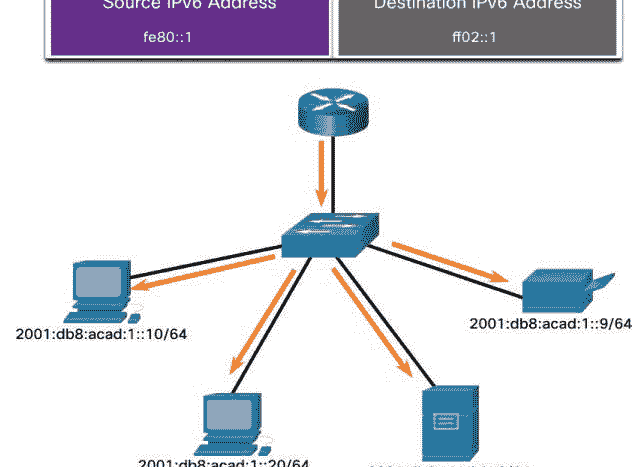 Source IPv6 Address
Destination IPv6 Address
fe80::1
ff02::1
2001:db8:acad:1::10/64
2001:db8:acad:1::9/64
2001:db8:acad:1::20/64